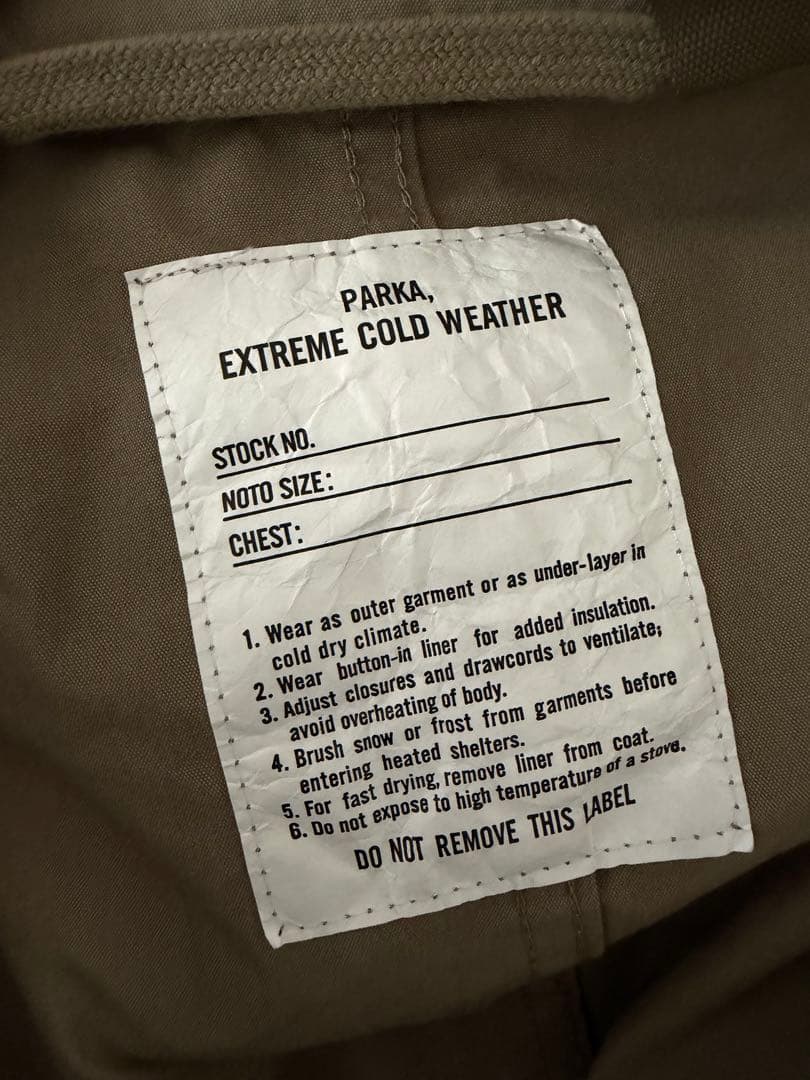 PARKA,
EXTREME COLD WEATHER
STOCK NO.
NOTO SIZE:
CHEST:
1. Wear as outer garment or as under-layer in
cold dry climate.
2. Wear button-in liner for added insulation.
3. Adjust closures and drawcords to ventilate;
avoid overheating of body.
4. Brush snow or frost from garments before
entering heated shelters.
5. For fast drying, remove liner from coat.
6. Do not expose to high temperature of a stove.
DO NOT REMOVE THIS LABEL